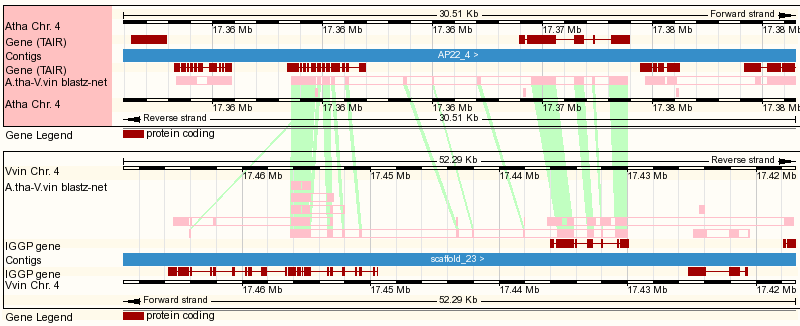 30.51 Kb Forward strand
Atha Chr. 4
17.36 Mb 17.36 Mb 17.36 Mb 17.37 Mb 17.38 Mb 17.38 Mb
Gene (TAIR)
Contigs AP22_4 >
Gene (TAIR)
A.tha-V.vin blastz-net
Atha Chr. 4
17.36 Mb 17.36 Mb 17.36 Mb 17.37 Mb 17.38 Mb 17.38 Mb
Reverse strand 30.51 Kb
Gene Legend protein coding
52.29 Kb Reverse strand
Vvin Chr. 4
17.46 Mb 17.45 Mb 17.44 Mb 17.43 Mb 17.42 Mb
A.tha-V.vin blastz-net
IGGP gene
Contigs scaffold_23 >
IGGP gene
Vvin Chr. 4
17.46 Mb 17.45 Mb 17.44 Mb 17.43 Mb 17.42 Mb
Forward strand 52.29 Kb
Gene Legend protein coding